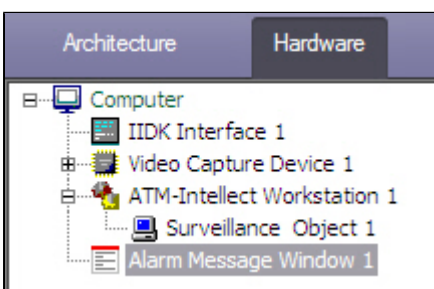 Architecture Hardware
Computer
IIDK Interface 1
Video Capture Device 1
ATM-Intellect Workstation 1
Surveillance Object 1
Alarm Message Window 1